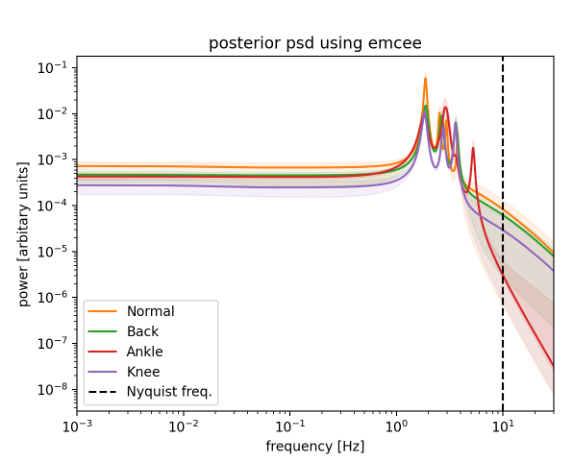 posterior psd using emcee
power [arbitary units]
10⁻¹
10⁻²
10⁻³
10⁻⁴
10⁻⁵
10⁻⁶
10⁻⁷
10⁻⁸
Normal
Back
Ankle
Knee
Nyquist freq.
10⁻³
10⁻²
10⁻¹
10⁰
10¹
frequency [Hz]